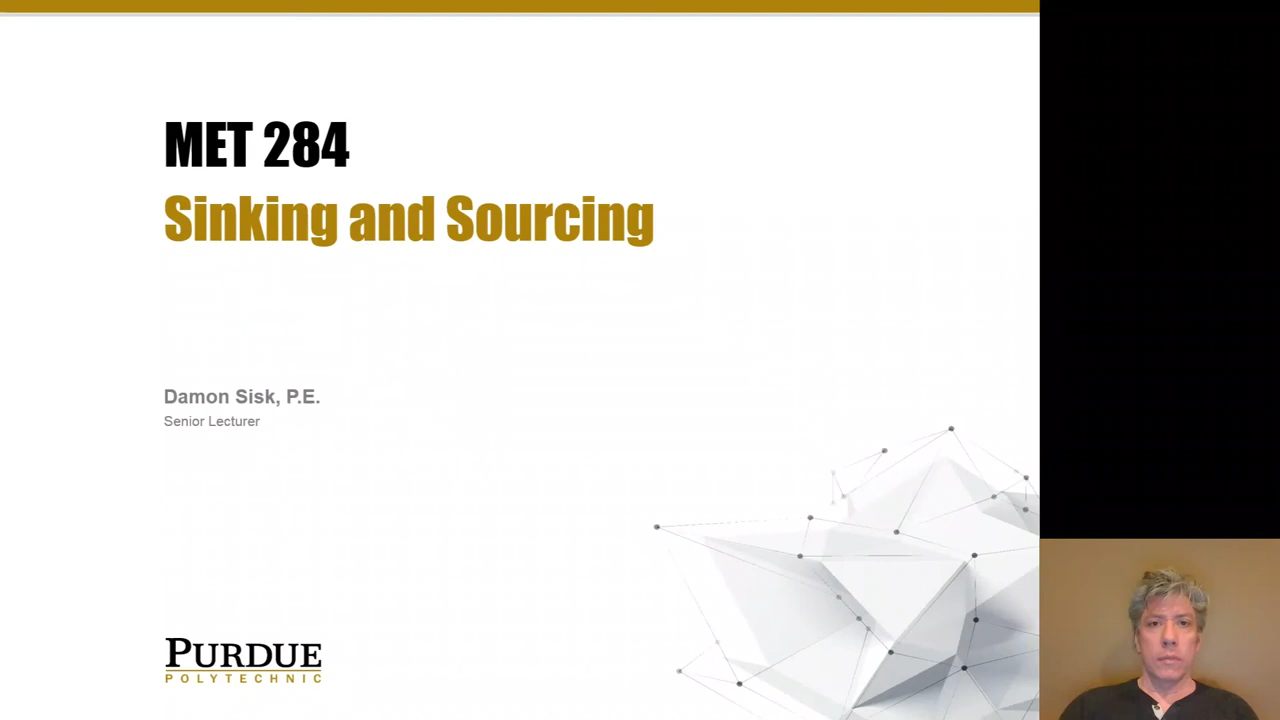 MET 284
Sinking and Sourcing
Damon Sisk, P.E.
Senior Lecturer
PURDUE
POLYTECHNIC